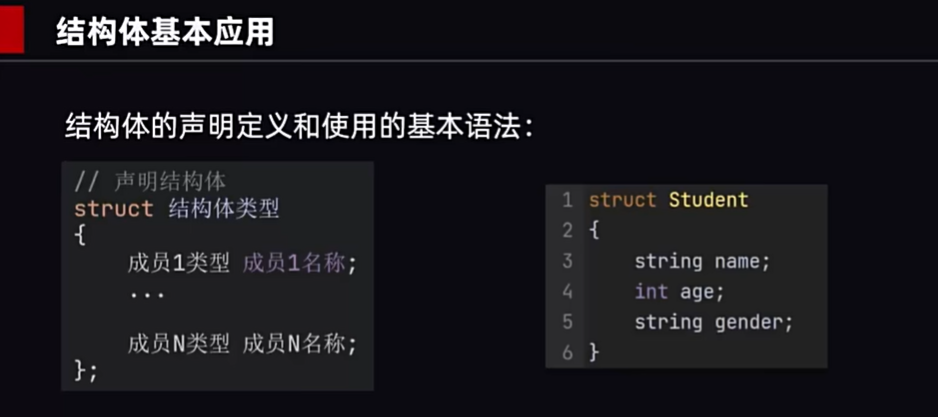 结构体基本应用
结构体的声明定义和使用的基本语法：
// 声明结构体
struct 结构体类型
{
成员1类型 成员1名称;
...
成员N类型 成员N名称;
};
1 struct Student
2 {
3 string name;
4 int age;
5 string gender;
6 }